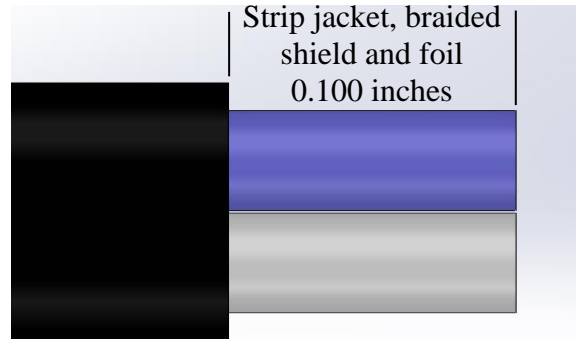 Strip jacket, braided
shield and foil
0.100 inches